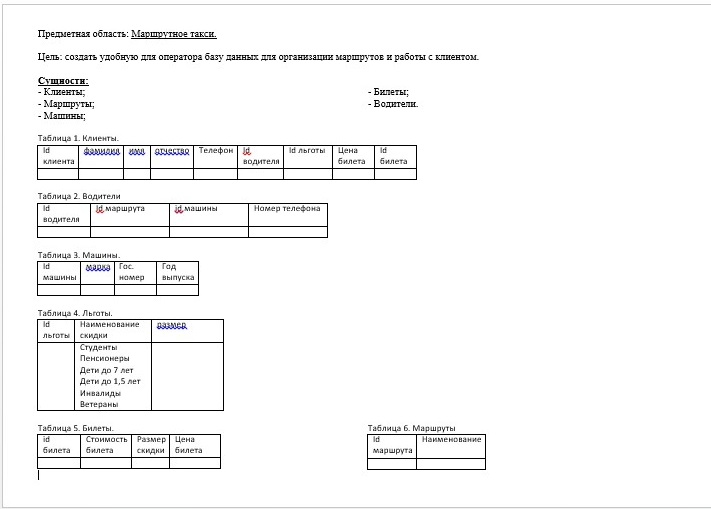 Предметная область: Маршрутное такси.
Цель: создать удобную для оператора базу данных для организации маршрутов и работы с клиентом.
Сущности:
- Клиенты;
- Маршруты;
- Машины;
- Билеты;
- Водители.
Таблица 1. Клиенты.
Id клиента фамилия имя отчество Телефон Id водителя Id льготы Цена билета Id билета
Таблица 2. Водители
Id водителя id маршрута id машины Номер телефона
Таблица 3. Машины.
Id машины марка Гос. номер Год выпуска
Таблица 4. Льготы.
Id льготы Наименование скидки размер
Студенты
Пенсионеры
Дети до 7 лет
Дети до 1,5 лет
Инвалиды
Ветераны
Таблица 5. Билеты.
id билета Стоимость билета Размер скидки Цена билета
Таблица 6. Маршруты
Id маршрута Наименование